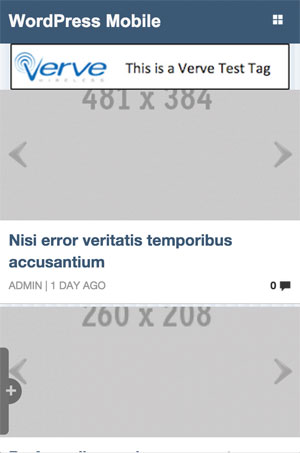 WordPress Mobile
verve
WIRELESS
This is a Verve Test Tag
481 x 384
Nisi error veritatis temporibus
accusantium
ADMIN | 1 DAY AGO
0
260 x 208